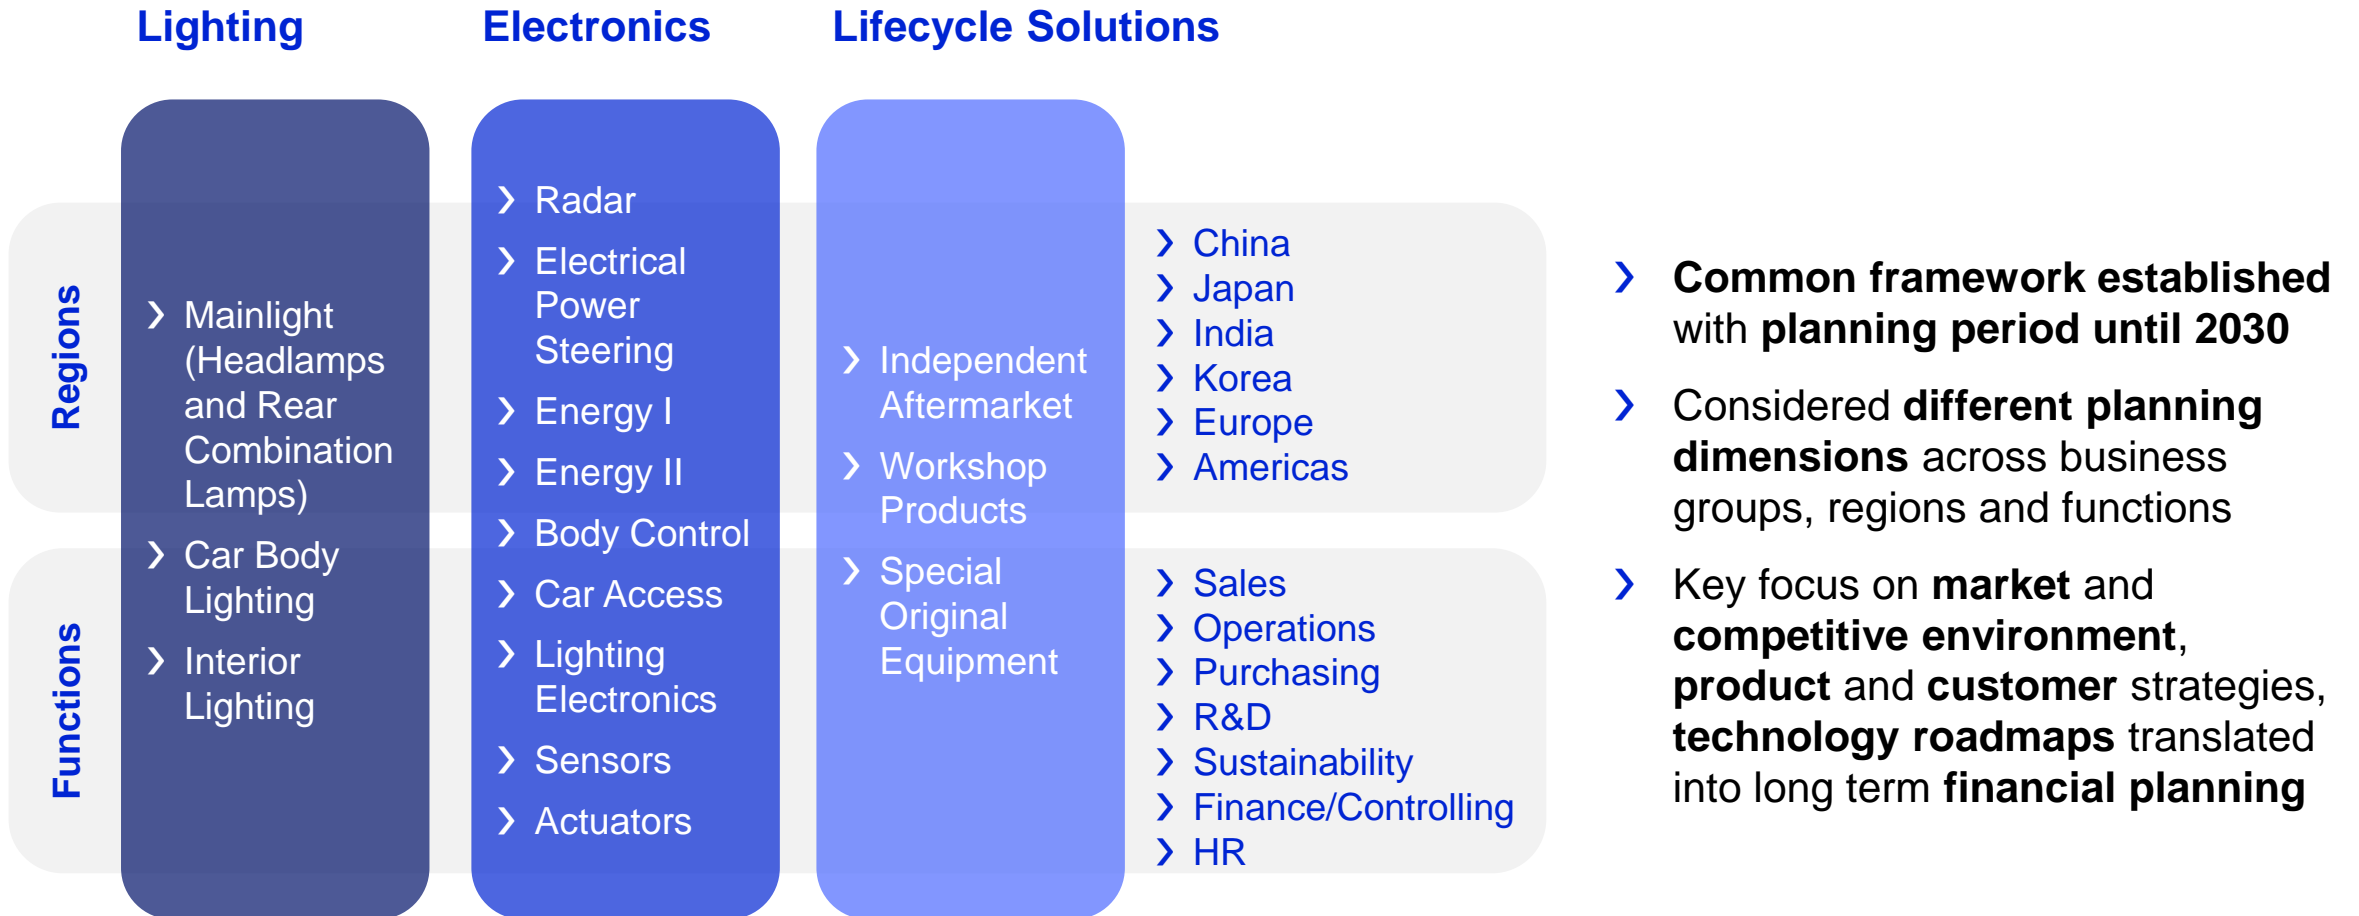 Lighting
Electronics
Lifecycle Solutions
Regions
Functions
Mainlight
(Headlamps
and Rear
Combination
Lamps)
Car Body
Lighting
Interior
Lighting
Radar
Electrical
Power
Steering
Energy I
Energy II
Body Control
Car Access
Lighting
Electronics
Sensors
Actuators
Independent
Aftermarket
Workshop
Products
Special
Original
Equipment
China
Japan
India
Korea
Europe
Americas
Sales
Operations
Purchasing
R&D
Sustainability
Finance/Controlling
HR
Common framework established
with planning period until 2030
Considered different planning
dimensions across business
groups, regions and functions
Key focus on market and
competitive environment,
product and customer strategies,
technology roadmaps translated
into long term financial planning